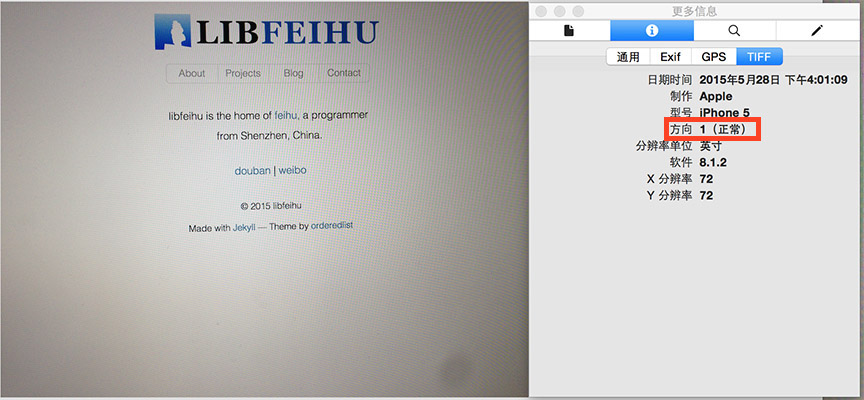 LIBFEIHU
About Projects Blog Contact
libfeihu is the home of feihu, a programmer
from Shenzhen, China.
douban | weibo
© 2015 libfeihu
Made with Jekyll — Theme by orderedlist
更多信息
通用 Exif GPS TIFF
日期时间 2015年5月28日 下午4:01:09
制作 Apple
型号 iPhone 5
方向 1（正常）
分辨率单位 英寸
软件 8.1.2
X 分辨率 72
Y 分辨率 72